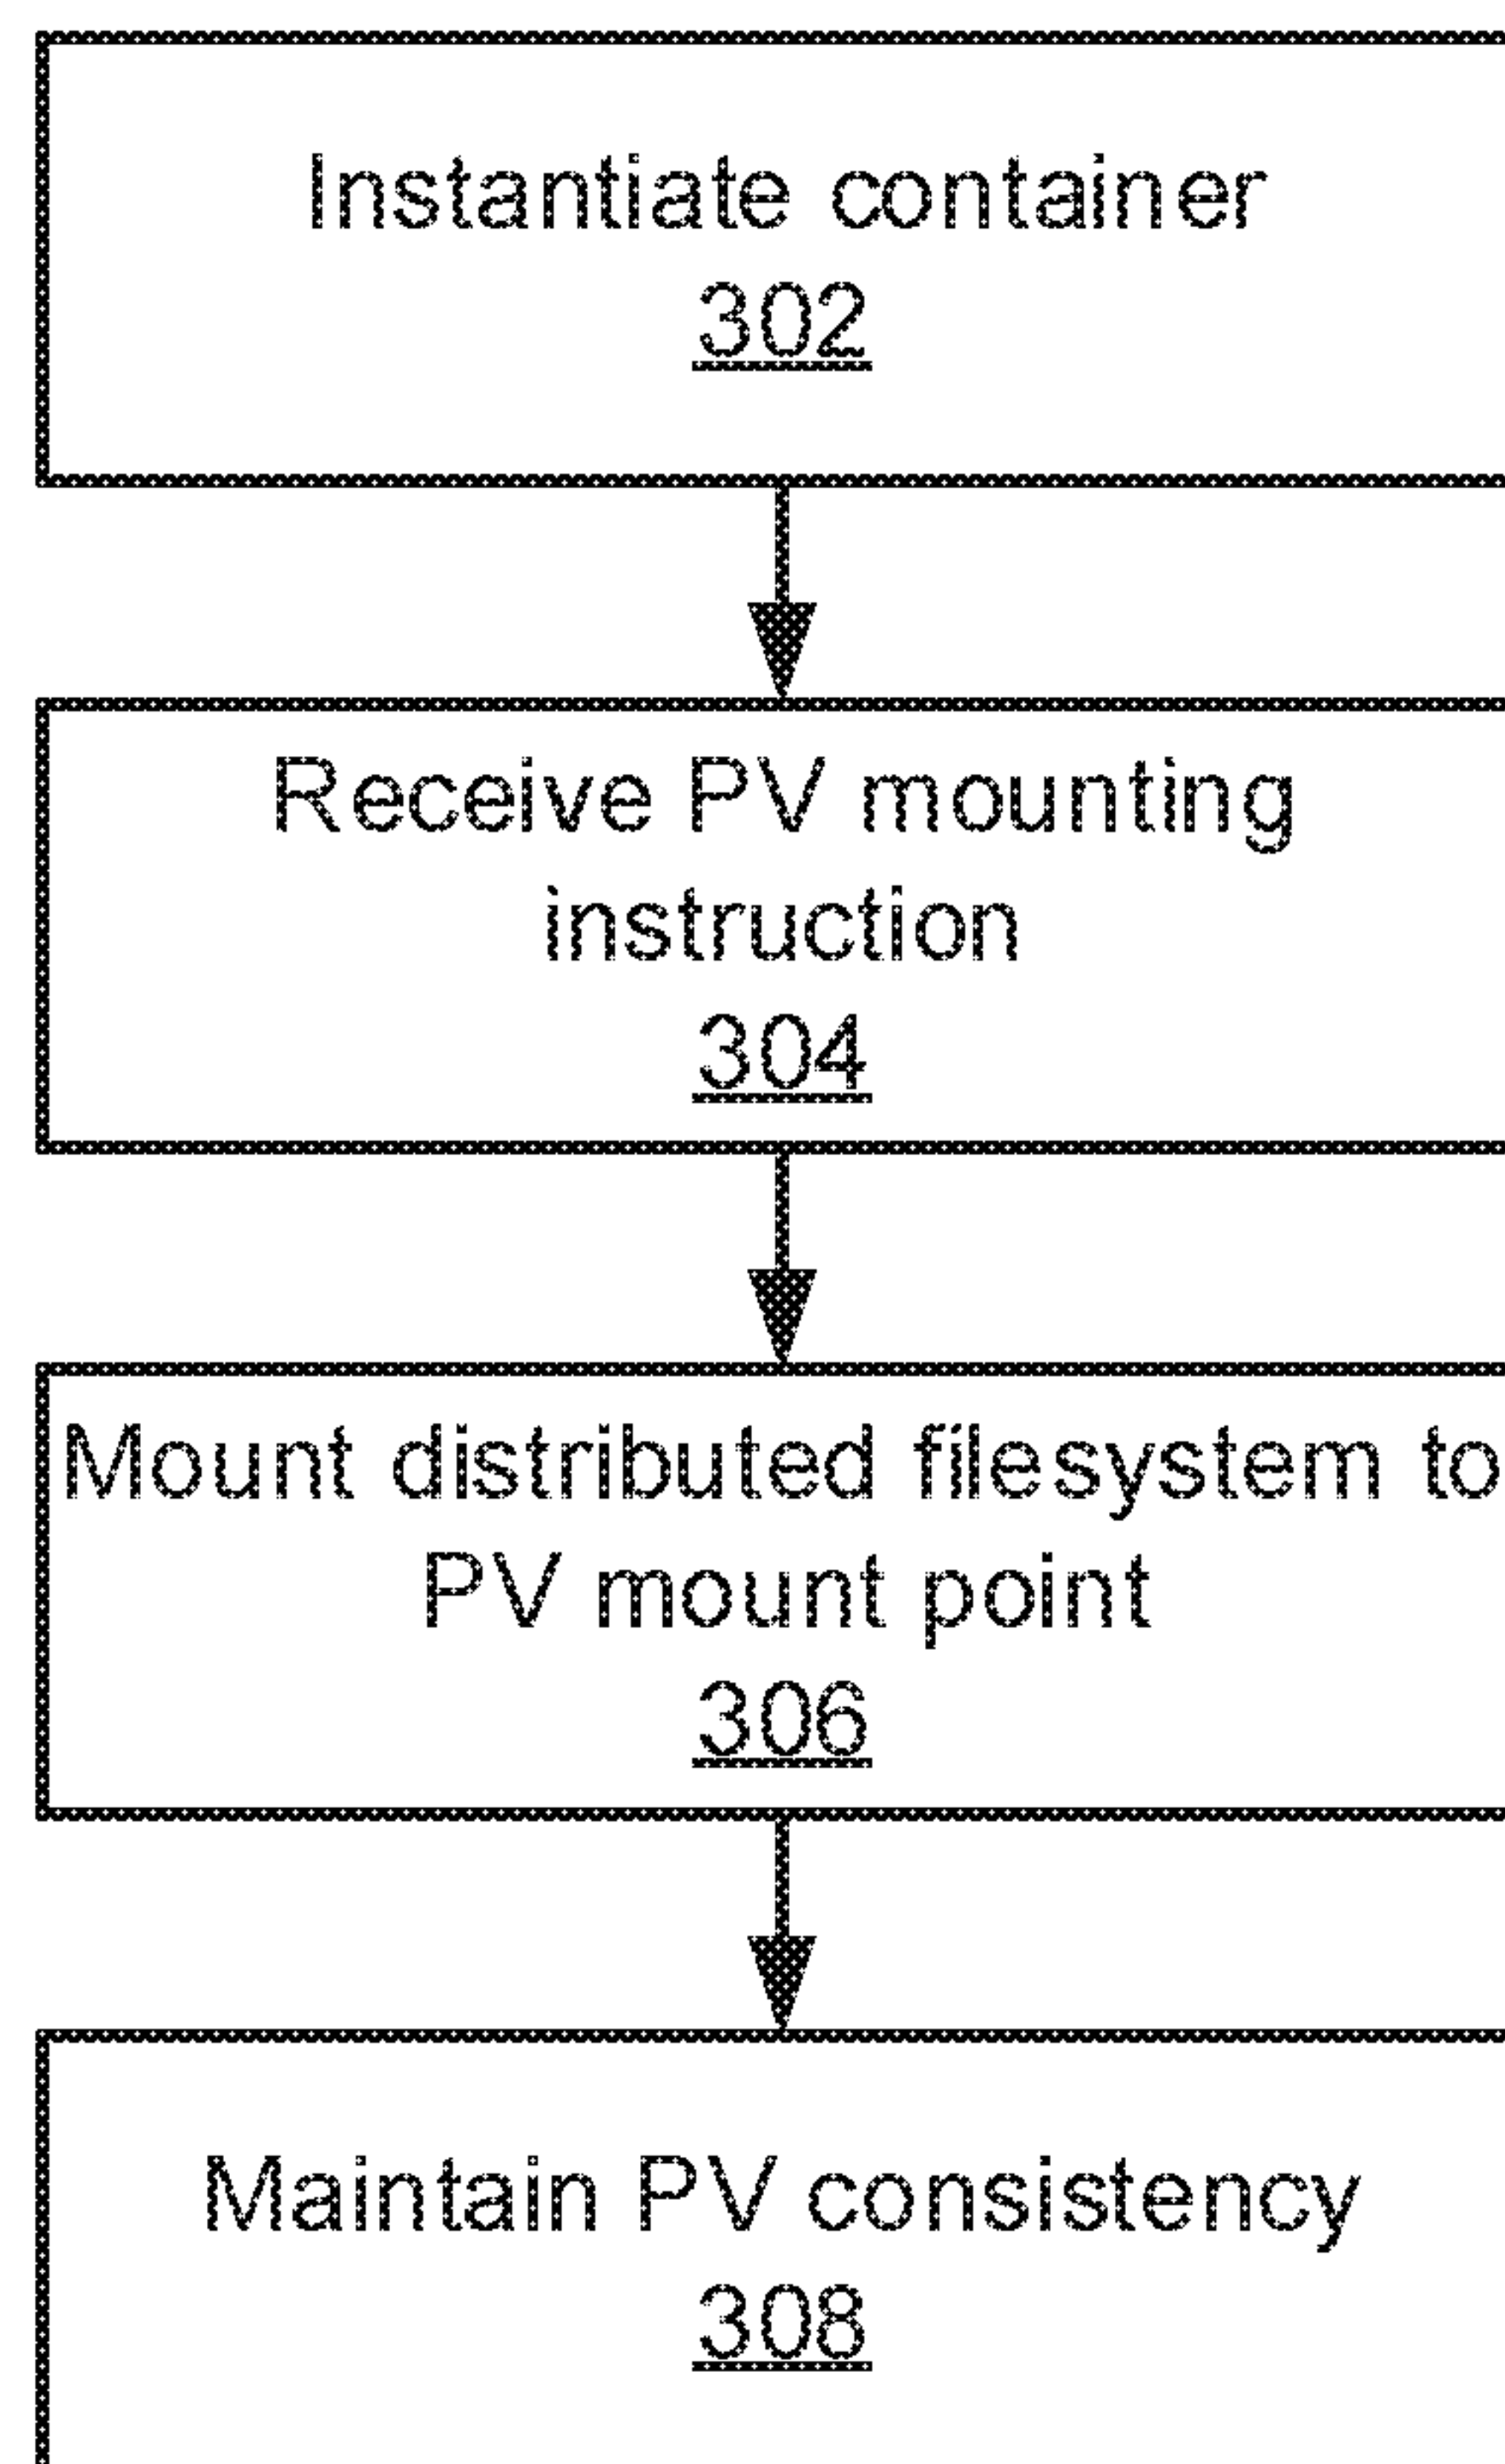 Instantiate container
302
Receive PV mounting
instruction
304
Mount distributed filesystem to
PV mount point
306
Maintain PV consistency
308